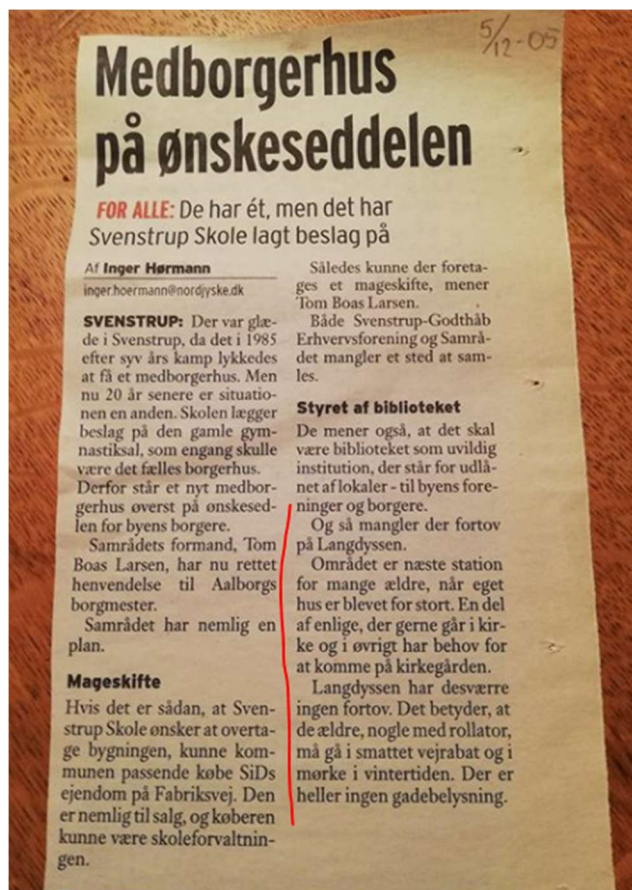 5/12-05
Medborgerhus
på ønskeseddelen
FOR ALLE: De har ét, men det har
Svenstrup Skole lagt beslag på
Af Inger Hørmann
inger.hoermann@nordjyske.dk
SVENSTRUP: Der var glæ-
de i Svenstrup, da det i 1985
efter syv års kamp lykkedes
at få et medborgerhus. Men
nu 20 år senere er situatio-
nen en anden. Skolen lægger
beslag på den gamle gym-
nastiksal, som engang skulle
være det fælles borgerhus.
Derfor står et nyt medbor-
gerhus øverst på ønskesed-
len for byens borgere.
Samrådets formand, Tom
Boas Larsen, har nu rettet
henvendelse til Aalborgs
borgmester.
Samrådet har nemlig en
plan.
Mageskifte
Hvis det er sådan, at Sven-
strup Skole ønsker at overta-
ge bygningen, kunne kom-
munen passende købe SiDs
ejendom på Fabriksvej. Den
er nemlig til salg, og køberen
kunne være skoleforvaltnin-
gen.
Således kunne der foreta-
ges et mageskifte, mener
Tom Boas Larsen.
Både Svenstrup-Godthåb
Erhvervsforening og Samrå-
det mangler et sted at sam-
les.
Styret af biblioteket
De mener også, at det skal
være biblioteket som uvildig
institution, der står for udlå-
net af lokaler - til byens fore-
ninger og borgere.
Og så mangler der fortov
på Langdyssen.
Området er næste station
for mange ældre, når eget
hus er blevet for stort. En del
af enlige, der gerne går i kir-
ke og i øvrigt har behov for
at komme på kirkegården.
Langdyssen har desværre
ingen fortov. Det betyder, at
de ældre, nogle med rollator,
må gå i smattet vejrabat og i
mørke i vintertiden. Der er
heller ingen gadebelysning.